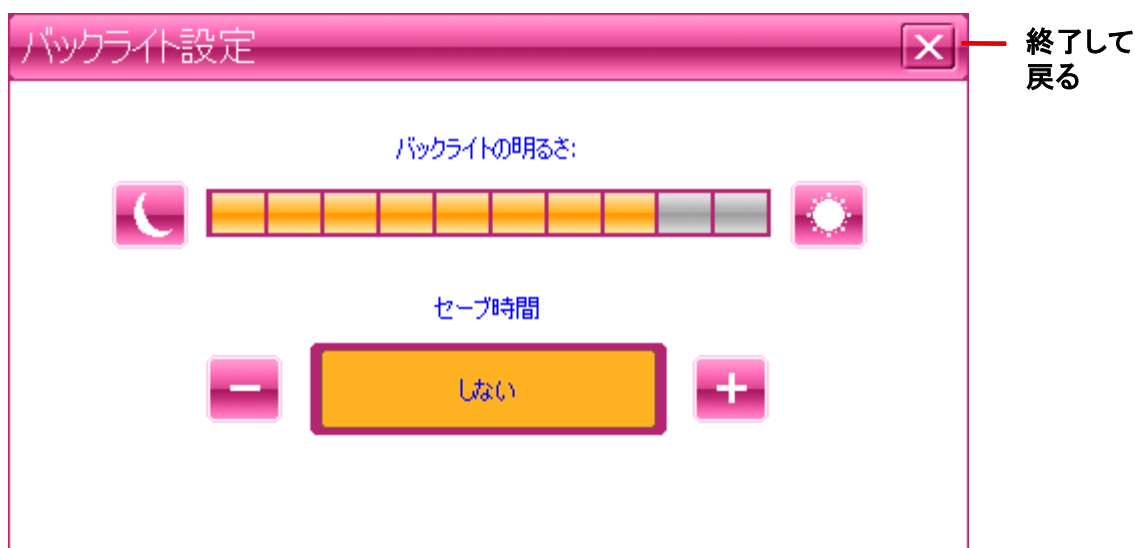 バックライト設定
終了して
戻る
バックライトの明るさ:
セーブ時間
しない